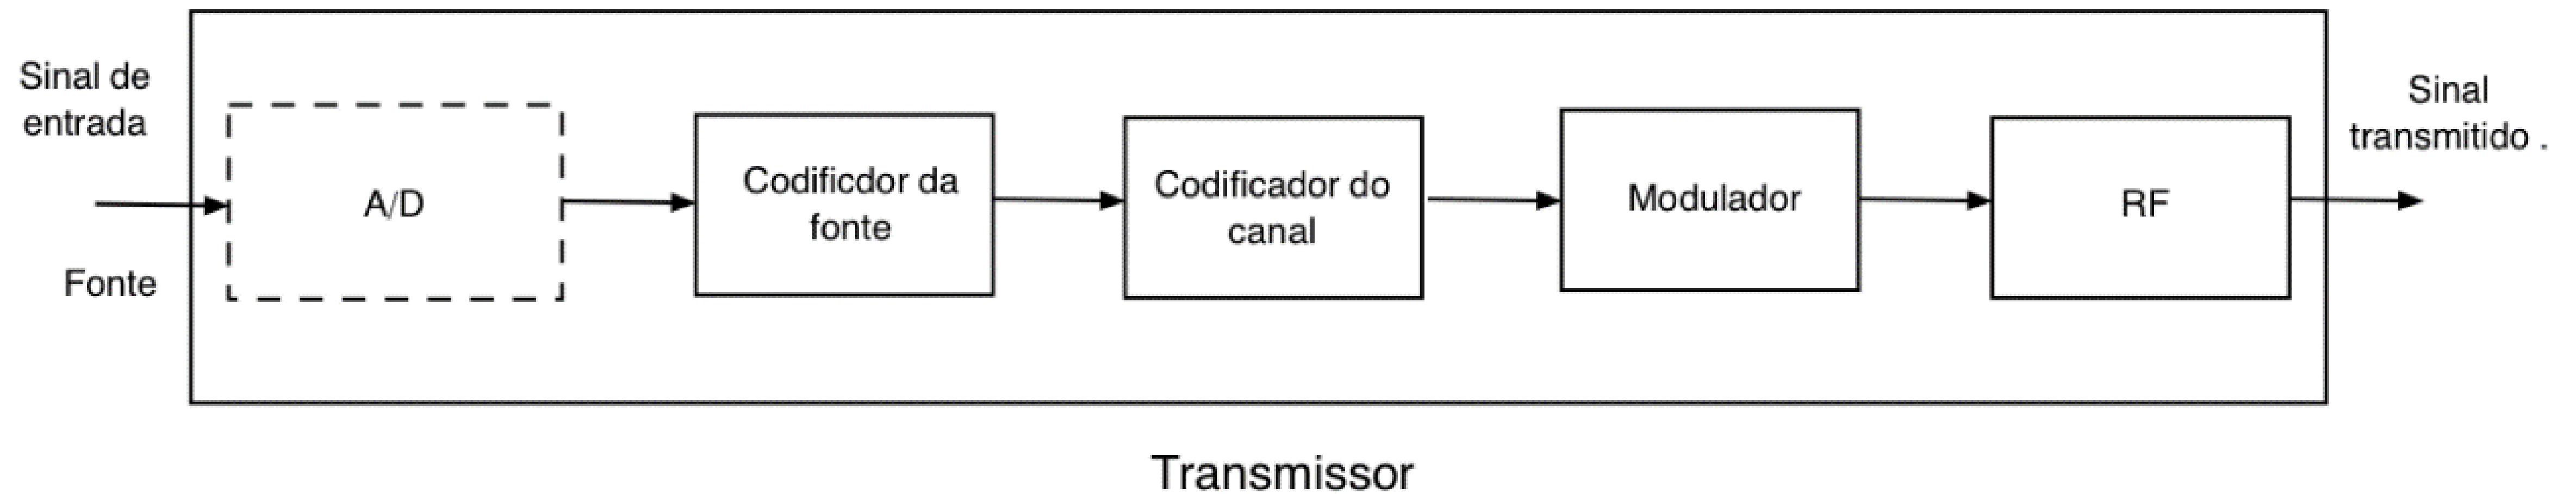 Sinal de
entrada
Fonte
A/D
Codificdor da
fonte
Codificador do
canal
Modulador
RF
Sinal
transmitido .
Transmissor